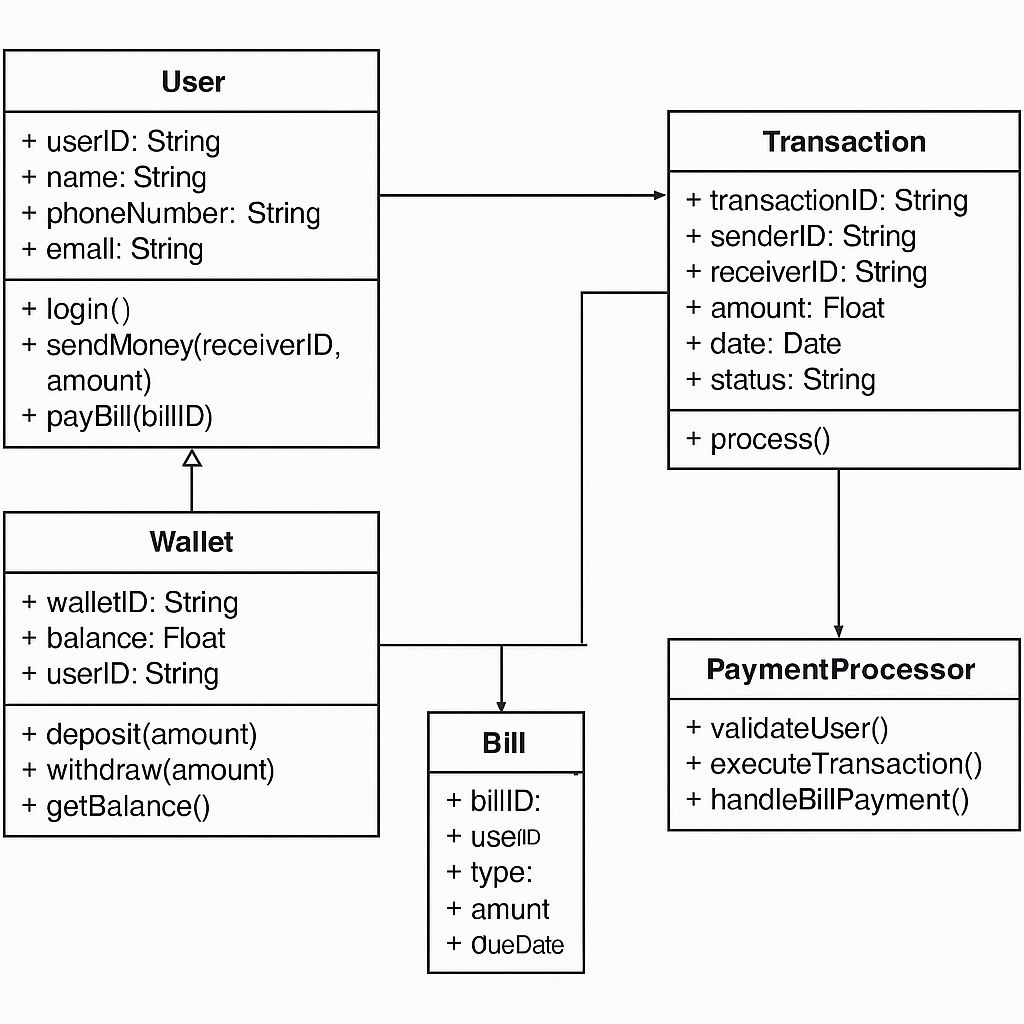 User
+ userID: String
+ name: String
+ phoneNumber: String
+ emall: String
+ login()
+ sendMoney(receiverID,
amount)
+ payBill(billID)
Transaction
+ transactionID: String
+ senderID: String
+ receiverID: String
+ amount: Float
+ date: Date
+ status: String
+ process()
Wallet
+ walletID: String
+ balance: Float
+ userID: String
+ deposit(amount)
+ withdraw(amount)
+ getBalance()
Bill
+ billID:
+ userID
+ type:
+ amunt
+ dueDate
PaymentProcessor
+ validateUser()
+ executeTransaction()
+ handleBillPayment()